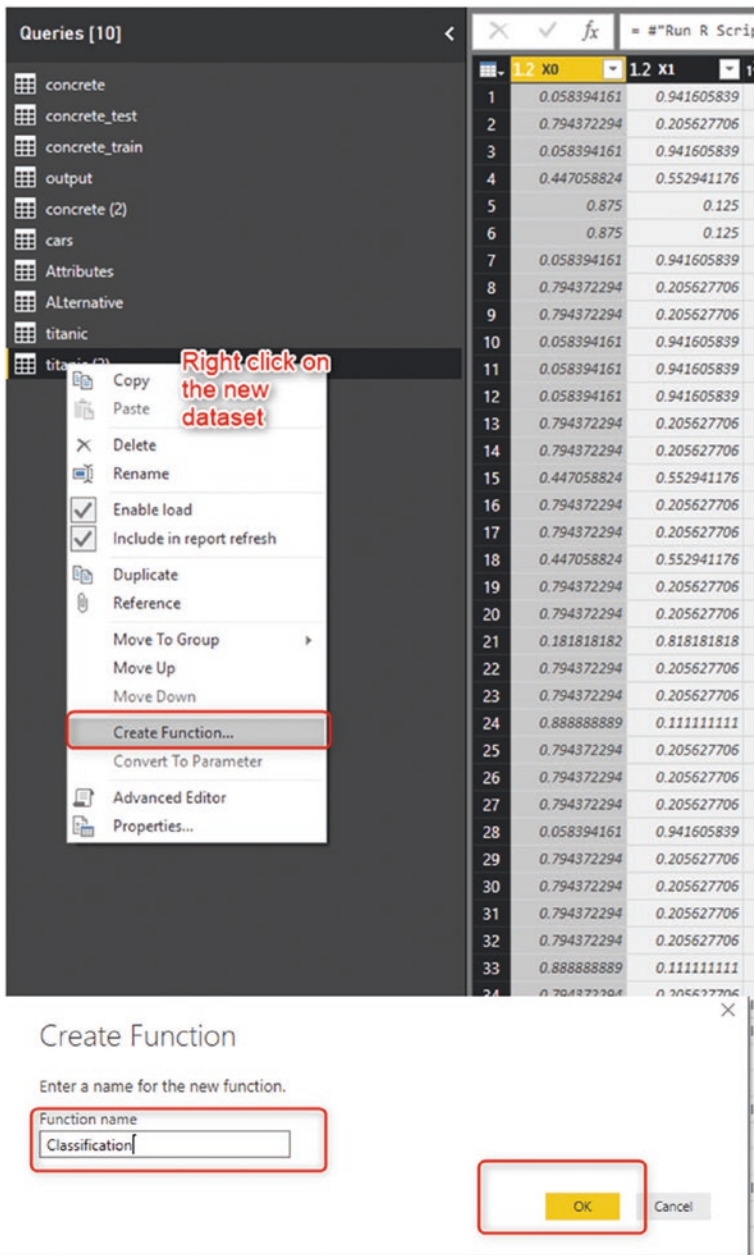 Queries [10]
<
fx
= #"Run R Scrip
concrete
concrete_test
concrete_train
output
concrete (2)
cars
Attributes
ALternative
titanic
titanic (2)
Right click on
the new
dataset
Copy
Paste
Delete
Rename
Enable load
Include in report refresh
Duplicate
Reference
Move To Group
Move Up
Move Down
Create Function...
Convert To Parameter
Advanced Editor
Properties...
1.2 X0 1.2 X1
1 0.058394161 0.941605839
2 0.794372294 0.205627706
3 0.058394161 0.941605839
4 0.447058824 0.552941176
5 0.875 0.125
6 0.875 0.125
7 0.058394161 0.941605839
8 0.794372294 0.205627706
9 0.794372294 0.205627706
10 0.058394161 0.941605839
11 0.058394161 0.941605839
12 0.058394161 0.941605839
13 0.794372294 0.205627706
14 0.794372294 0.205627706
15 0.447058824 0.552941176
16 0.794372294 0.205627706
17 0.794372294 0.205627706
18 0.447058824 0.552941176
19 0.794372294 0.205627706
20 0.794372294 0.205627706
21 0.181818182 0.818181818
22 0.794372294 0.205627706
23 0.794372294 0.205627706
24 0.888888889 0.111111111
25 0.794372294 0.205627706
26 0.794372294 0.205627706
27 0.794372294 0.205627706
28 0.058394161 0.941605839
29 0.794372294 0.205627706
30 0.794372294 0.205627706
31 0.794372294 0.205627706
32 0.794372294 0.205627706
33 0.888888889 0.111111111
34 0.794372294 0.205627706
Create Function
Enter a name for the new function.
Function name
Classification
OK Cancel